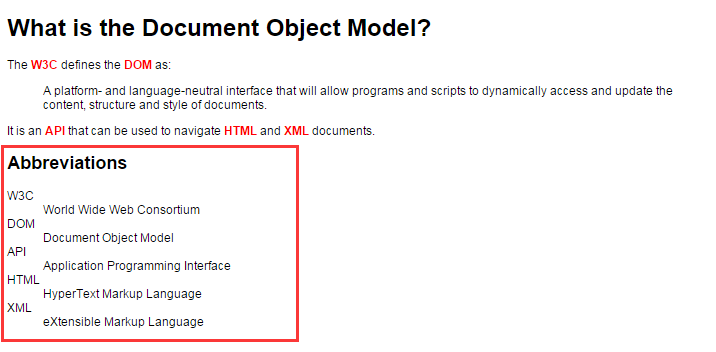 What is the Document Object Model?
The W3C defines the DOM as:
A platform- and language-neutral interface that will allow programs and scripts to dynamically access and update the
content, structure and style of documents.
It is an API that can be used to navigate HTML and XML documents.
Abbreviations
W3C
World Wide Web Consortium
DOM
Document Object Model
API
Application Programming Interface
HTML
HyperText Markup Language
XML
eXtensible Markup Language